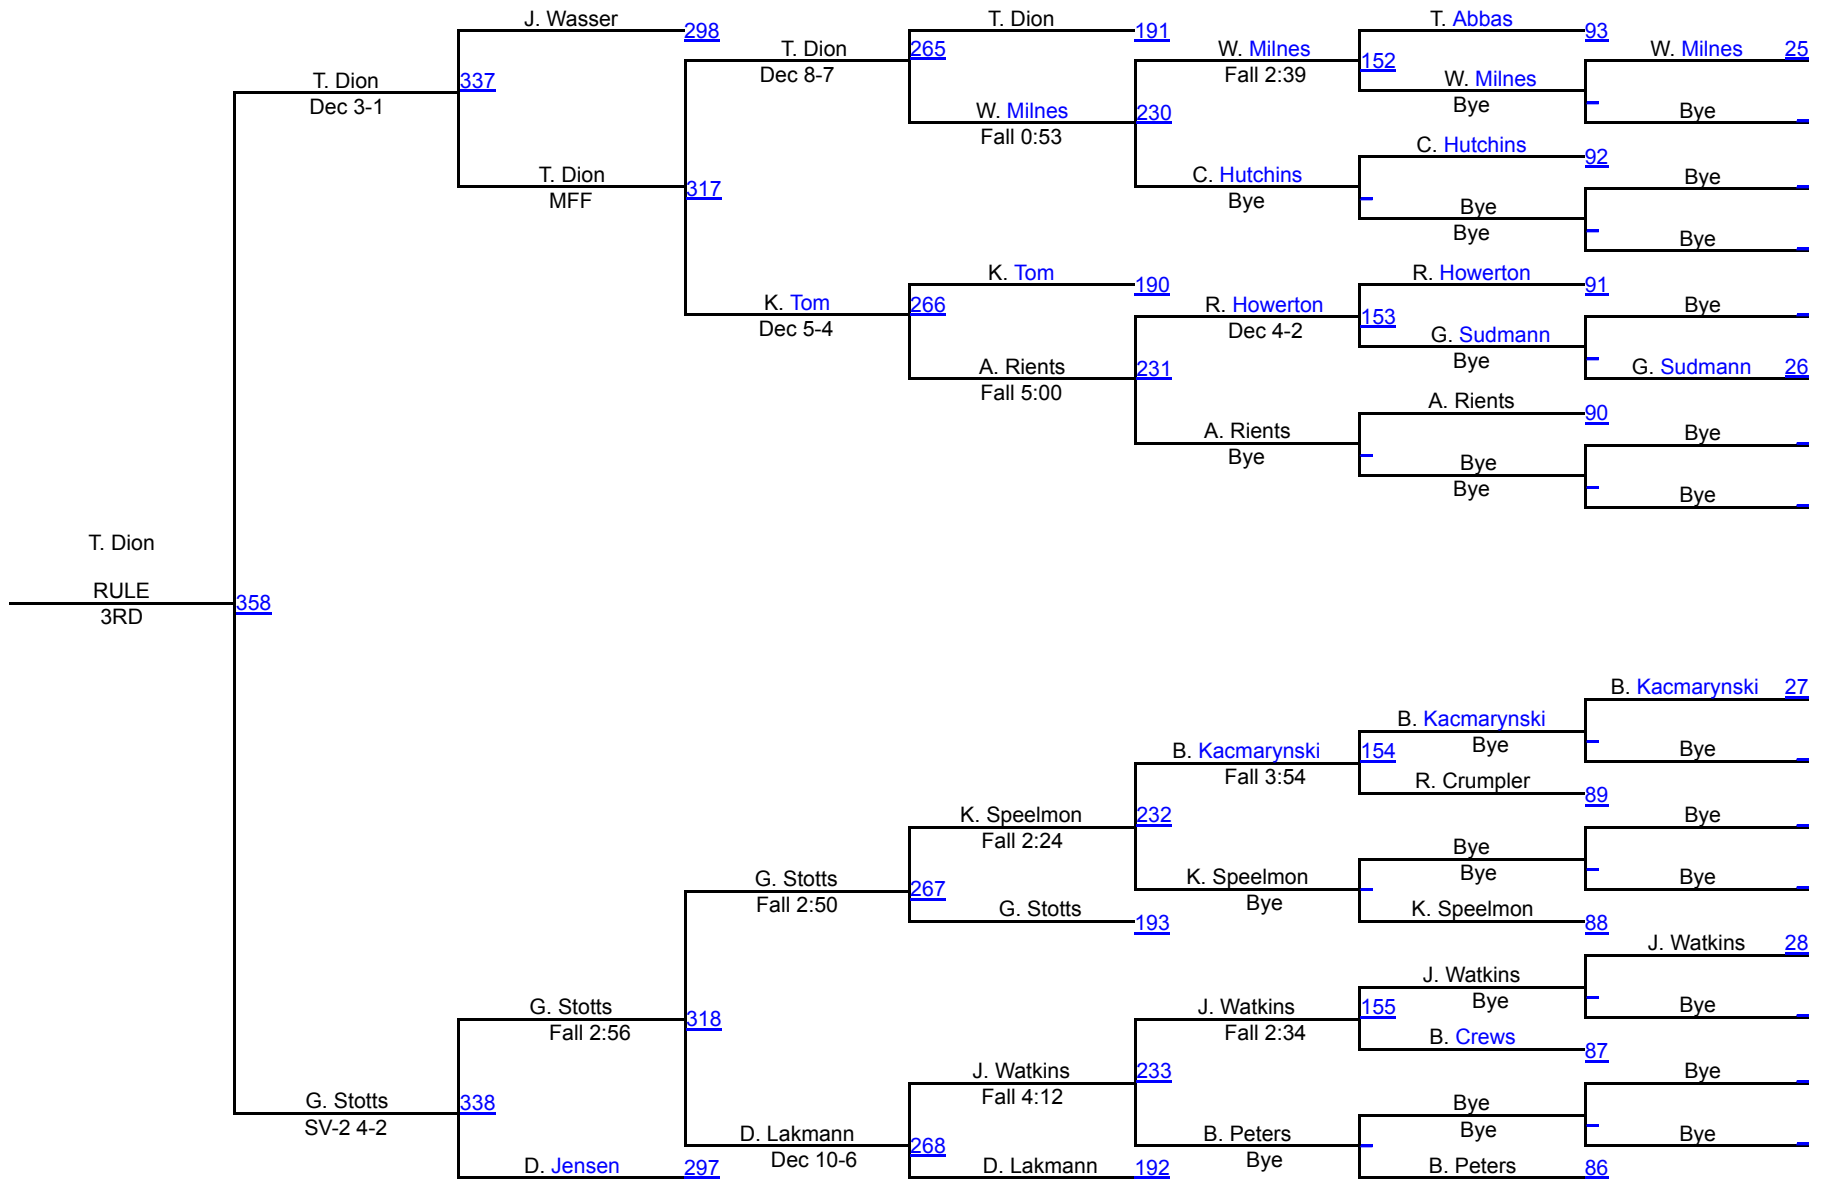 J. Wasser
298
T. Dion
Dec 3-1
337
T. Dion
MFF
T. Dion
Dec 8-7
317
K. Tom
Dec 5-4
T. Dion
191
265
W. Milnes
Fall 0:53
K. Tom
190
266
A. Rients
Fall 5:00
W. Milnes
Fall 2:39
230
C. Hutchins
Bye
R. Howerton
Dec 4-2
231
A. Rients
Bye
T. Abbas
93
152
W. Milnes
Bye
C. Hutchins
92
Bye
Bye
R. Howerton
91
153
G. Sudmann
Bye
A. Rients
90
Bye
Bye
W. Milnes 25
Bye
Bye
Bye
Bye
G. Sudmann 26
Bye
Bye
T. Dion
RULE
3RD
358
G. Stotts
SV-2 4-2
338
G. Stotts
Fall 2:56
D. Jensen
297
G. Stotts
Fall 2:50
318
D. Lakmann
Dec 10-6
K. Speelmon
Fall 2:24
267
G. Stotts
193
J. Watkins
Fall 4:12
268
D. Lakmann
192
B. Kacmarynski
Fall 3:54
232
K. Speelmon
Bye
J. Watkins
Fall 2:34
233
B. Peters
Bye
B. Kacmarynski
Bye
154
R. Crumpler
89
Bye
Bye
K. Speelmon
88
J. Watkins
Bye
155
B. Crews
87
Bye
Bye
B. Peters
86
B. Kacmarynski 27
Bye
Bye
Bye
J. Watkins 28
Bye
Bye
Bye